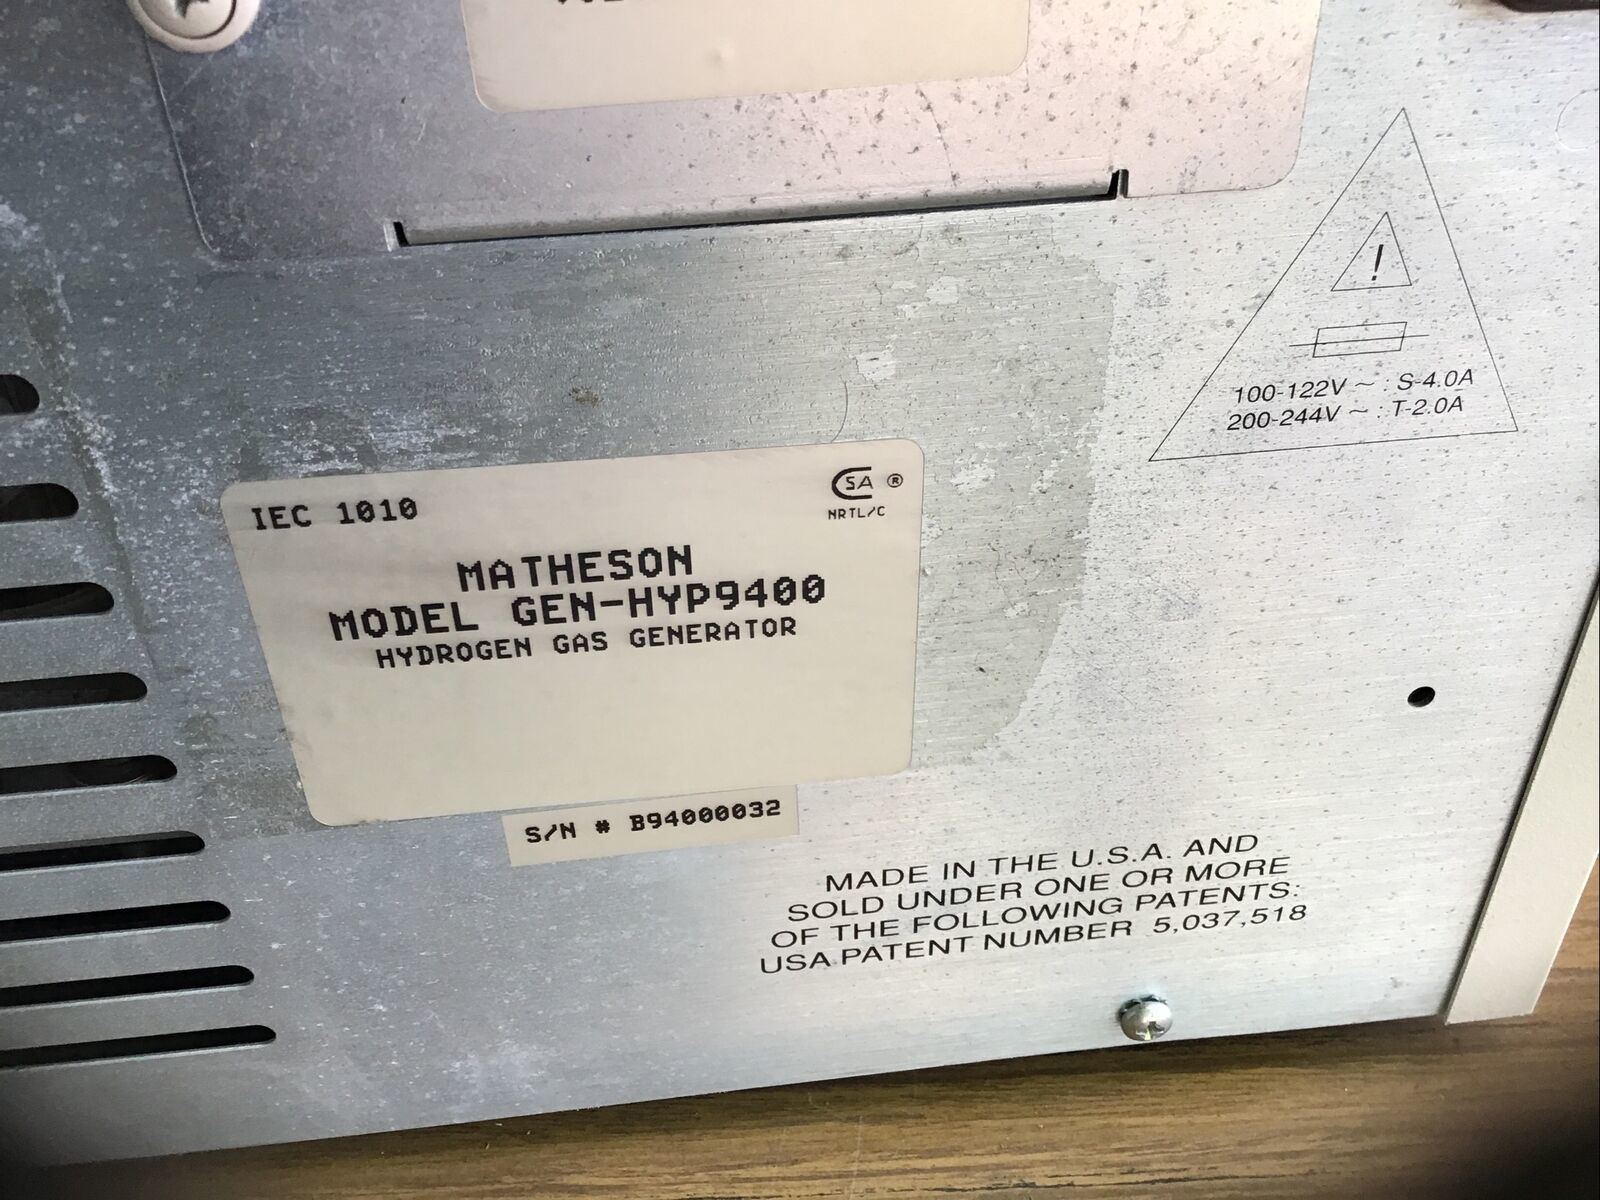 !
100-122V ~ : S-4.0A
200-244V ~ : T-2.0A
IEC 1010
SA ®
NRTL/C
MATHESON
MODEL GEN-HYP9400
HYDROGEN GAS GENERATOR
S/N # B94000032
MADE IN THE U.S.A. AND
SOLD UNDER ONE OR MORE
OF THE FOLLOWING PATENTS:
USA PATENT NUMBER 5,037,518